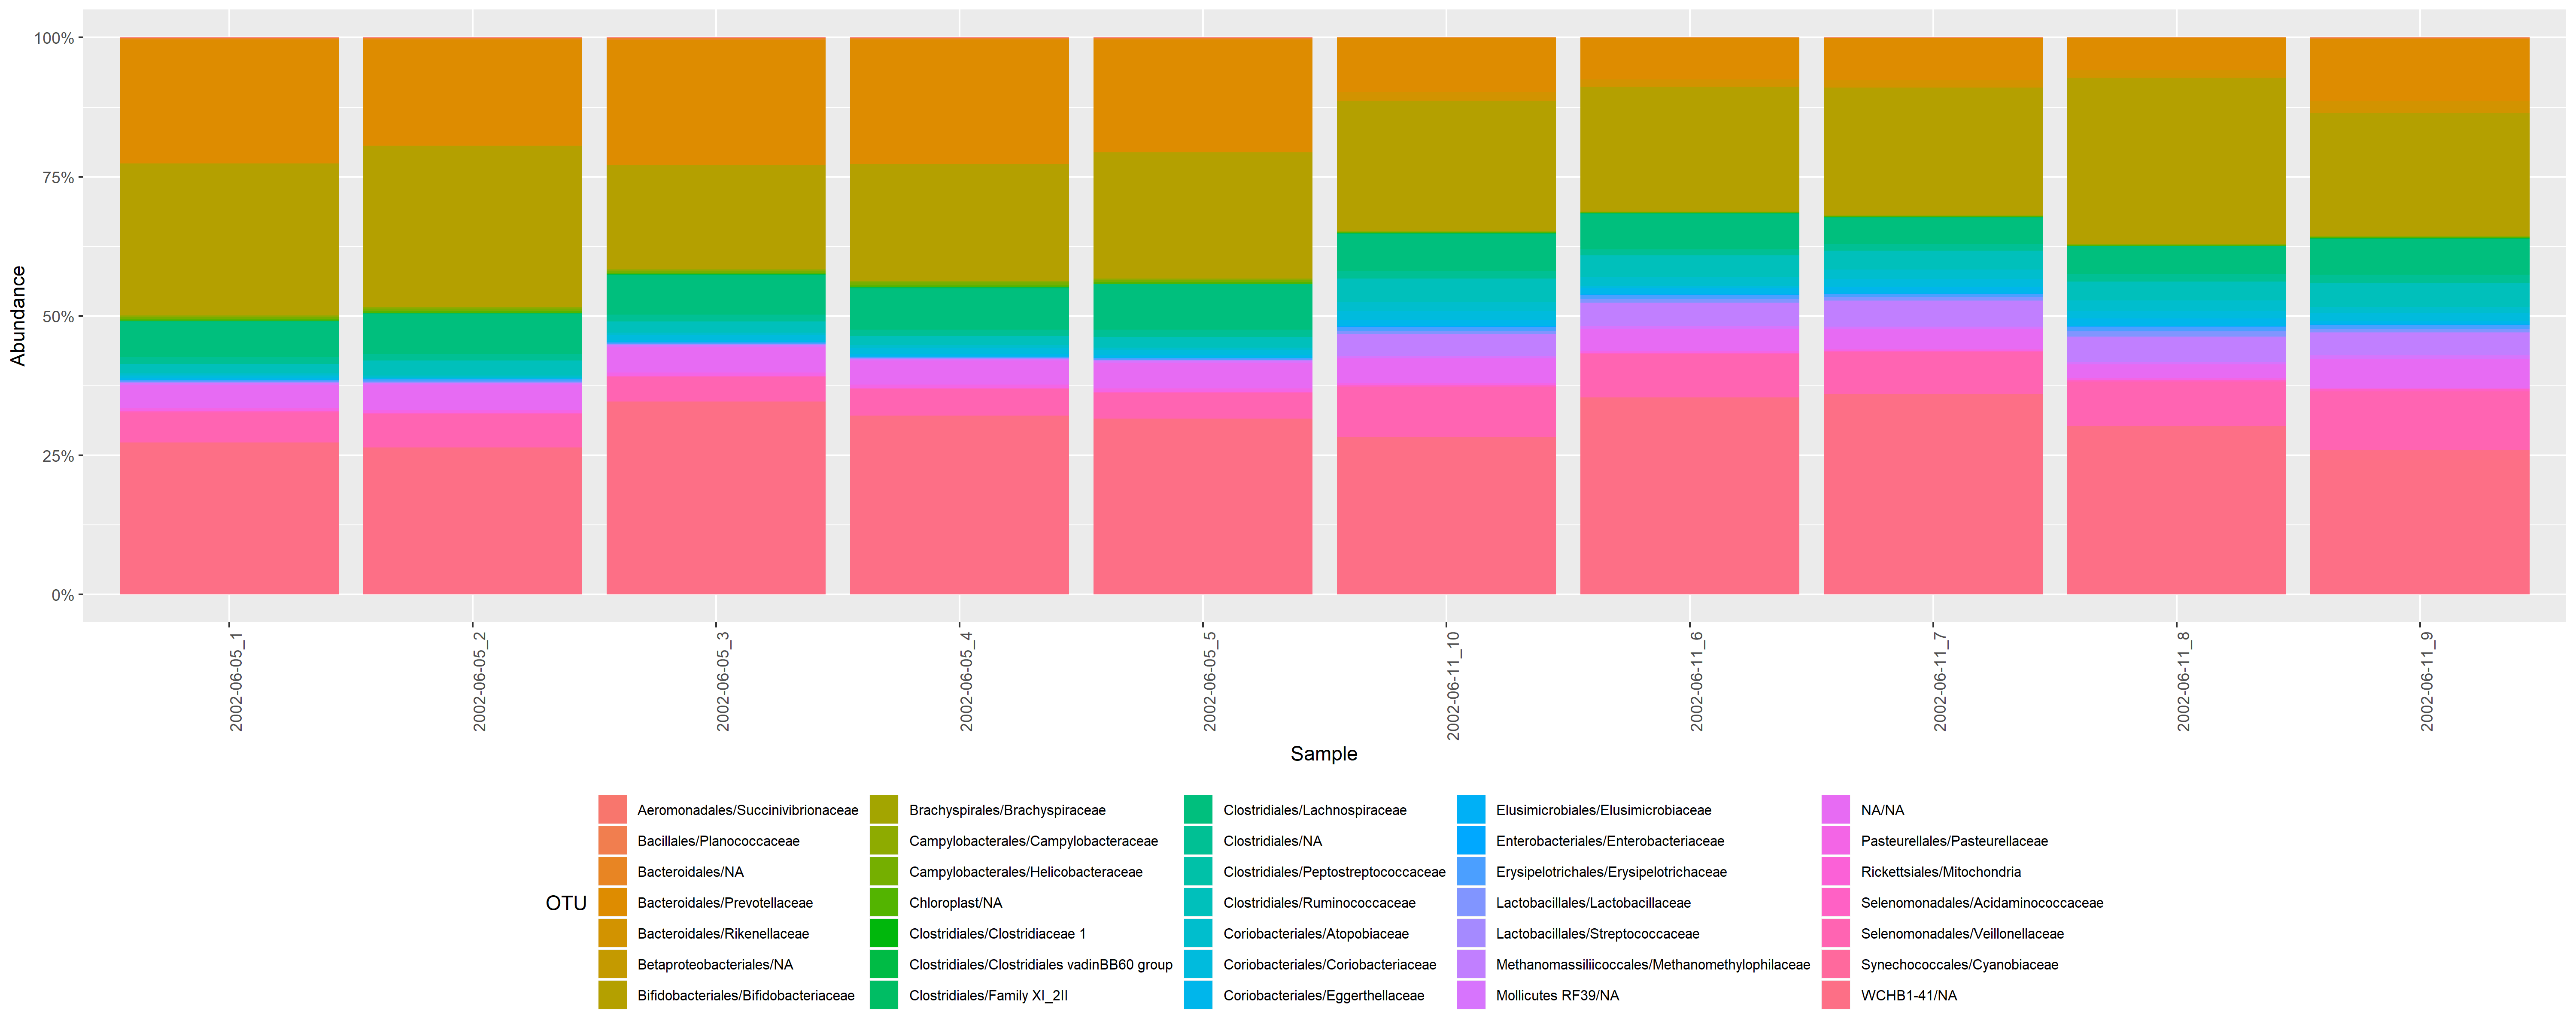 100%
75%
50%
25%
0%
Abundance
2002-06-05_1
2002-06-05_2
2002-06-05_3
2002-06-05_4
2002-06-05_5
2002-06-11_10
2002-06-11_6
2002-06-11_7
2002-06-11_8
2002-06-11_9
Sample
OTU
Aeromonadales/Succinivibrionaceae
Bacillales/Planococcaceae
Bacteroidales/NA
Bacteroidales/Prevotellaceae
Bacteroidales/Rikenellaceae
Betaproteobacteriales/NA
Bifidobacteriales/Bifidobacteriaceae
Brachyspirales/Brachyspiraceae
Campylobacterales/Campylobacteraceae
Campylobacterales/Helicobacteraceae
Chloroplast/NA
Clostridiales/Clostridiaceae 1
Clostridiales/Clostridiales vadinBB60 group
Clostridiales/Family XI_2II
Clostridiales/Lachnospiraceae
Clostridiales/NA
Clostridiales/Peptostreptococcaceae
Clostridiales/Ruminococcaceae
Coriobacteriales/Atopobiaceae
Coriobacteriales/Coriobacteriaceae
Coriobacteriales/Eggerthellaceae
Elusimicrobiales/Elusimicrobiaceae
Enterobacteriales/Enterobacteriaceae
Erysipelotrichales/Erysipelotrichaceae
Lactobacillales/Lactobacillaceae
Lactobacillales/Streptococcaceae
Methanomassiliicoccales/Methanomethylophilaceae
Mollicutes RF39/NA
NA/NA
Pasteurellales/Pasteurellaceae
Rickettsiales/Mitochondria
Selenomonadales/Acidaminococcaceae
Selenomonadales/Veillonellaceae
Synechococcales/Cyanobiaceae
WCHB1-41/NA